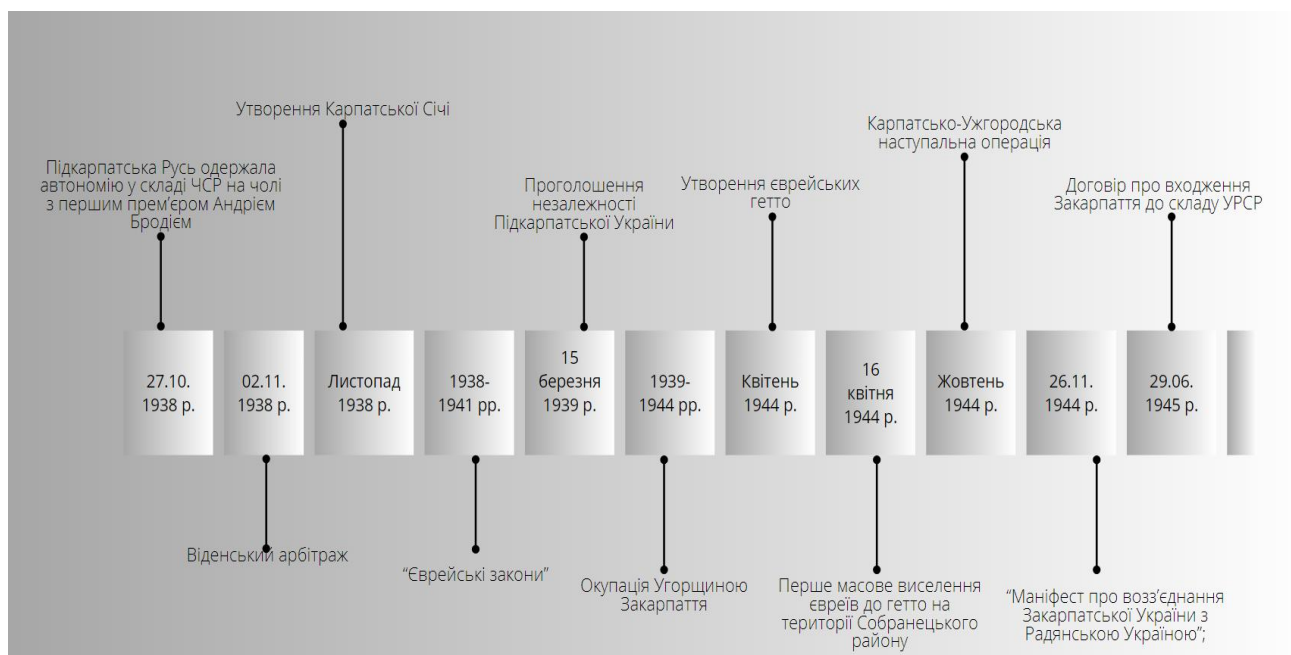 Утворення Карпатської Січі
Карпатсько-Ужгородська
наступальна операція
Підкарпатська Русь одержала
автономію у складі ЧСР на чолі
з першим прем’єром Андрієм
Бродієм
Проголошення
незалежності
Підкарпатської України
Утворення єврейських
гетто
Договір про входження
Закарпаття до складу УРСР
27.10.
1938 р.
02.11.
1938 р.
Листопад
1938 р.
1938-
1941 рр.
15
березня
1939 р.
1939-
1944 рр.
Квітень
1944 р.
16
квітня
1944 р.
Жовтень
1944 р.
26.11.
1944 р.
29.06.
1945 р.
Віденський арбітраж
“Єврейські закони”
Окупація Угорщиною
Закарпаття
Перше масове виселення
євреїв до гетто на
території Собранецького
району
“Маніфест про возз’єднання
Закарпатської України з
Радянською Україною”;